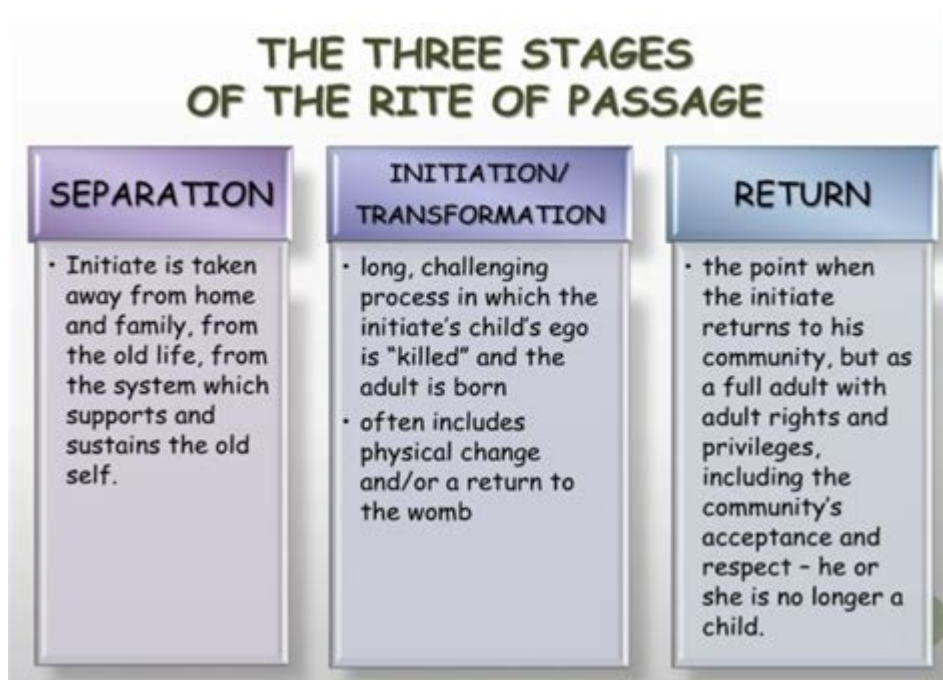 THE THREE STAGES
OF THE RITE OF PASSAGE
SEPARATION
• Initiate is taken
away from home
and family, from
the old life, from
the system which
supports and
sustains the old
self.
INITIATION/
TRANSFORMATION
• long, challenging
process in which the
initiate's child's ego
is "killed" and the
adult is born
• often includes
physical change
and/or a return to
the womb
RETURN
• the point when
the initiate
returns to his
community, but as
a full adult with
adult rights and
privileges,
including the
community's
acceptance and
respect – he or
she is no longer a
child.